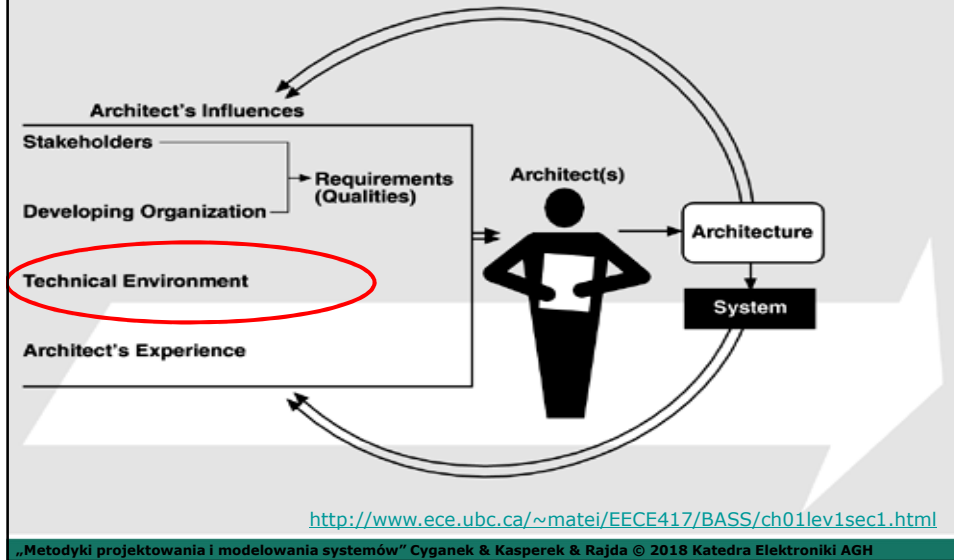 Architect's Influences
Stakeholders
Requirements
(Qualities)
Developing Organization
Technical Environment
Architect's Experience
Architect(s)
Architecture
System
http://www.ece.ubc.ca/~matei/EECE417/BASS/ch01lev1sec1.html
„Metodyki projektowania i modelowania systemów” Cyganek & Kasperek & Rajda © 2018 Katedra Elektroniki AGH